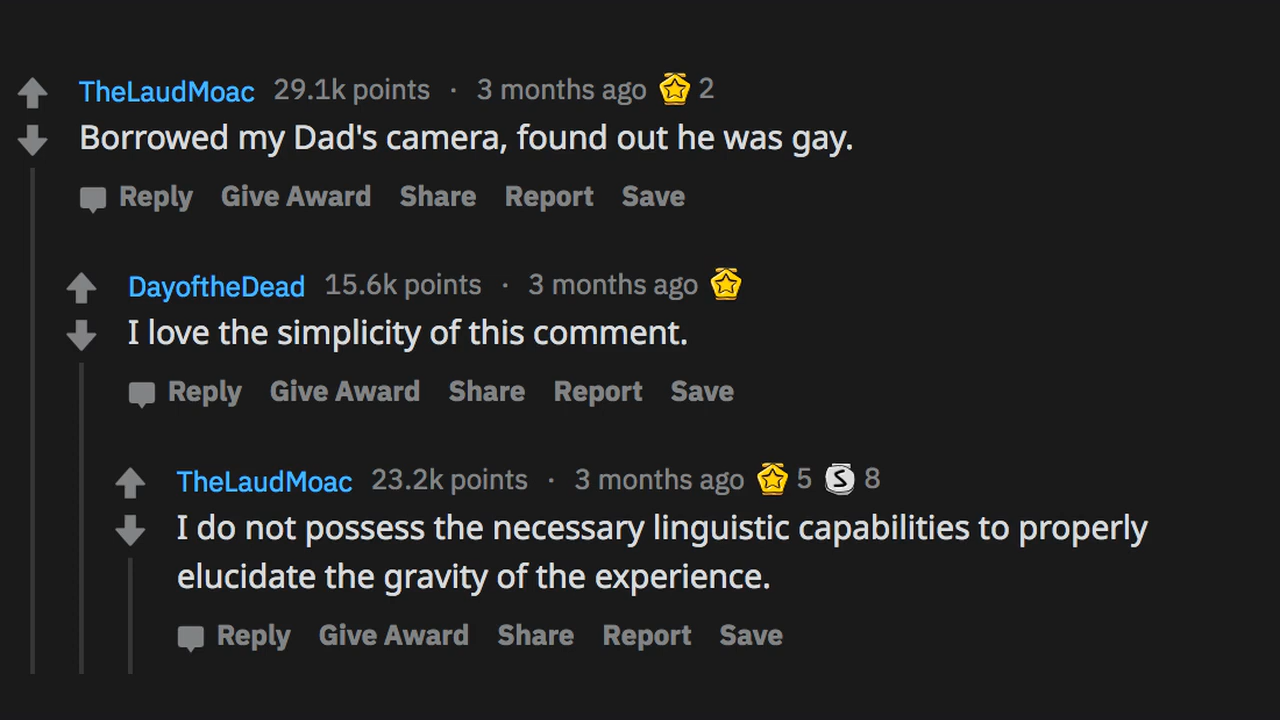 TheLaudMoac 29.1k points · 3 months ago 2
Borrowed my Dad's camera, found out he was gay.
Reply Give Award Share Report Save
DayoftheDead 15.6k points · 3 months ago
I love the simplicity of this comment.
Reply Give Award Share Report Save
TheLaudMoac 23.2k points · 3 months ago 5 S 8
I do not possess the necessary linguistic capabilities to properly
elucidate the gravity of the experience.
Reply Give Award Share Report Save